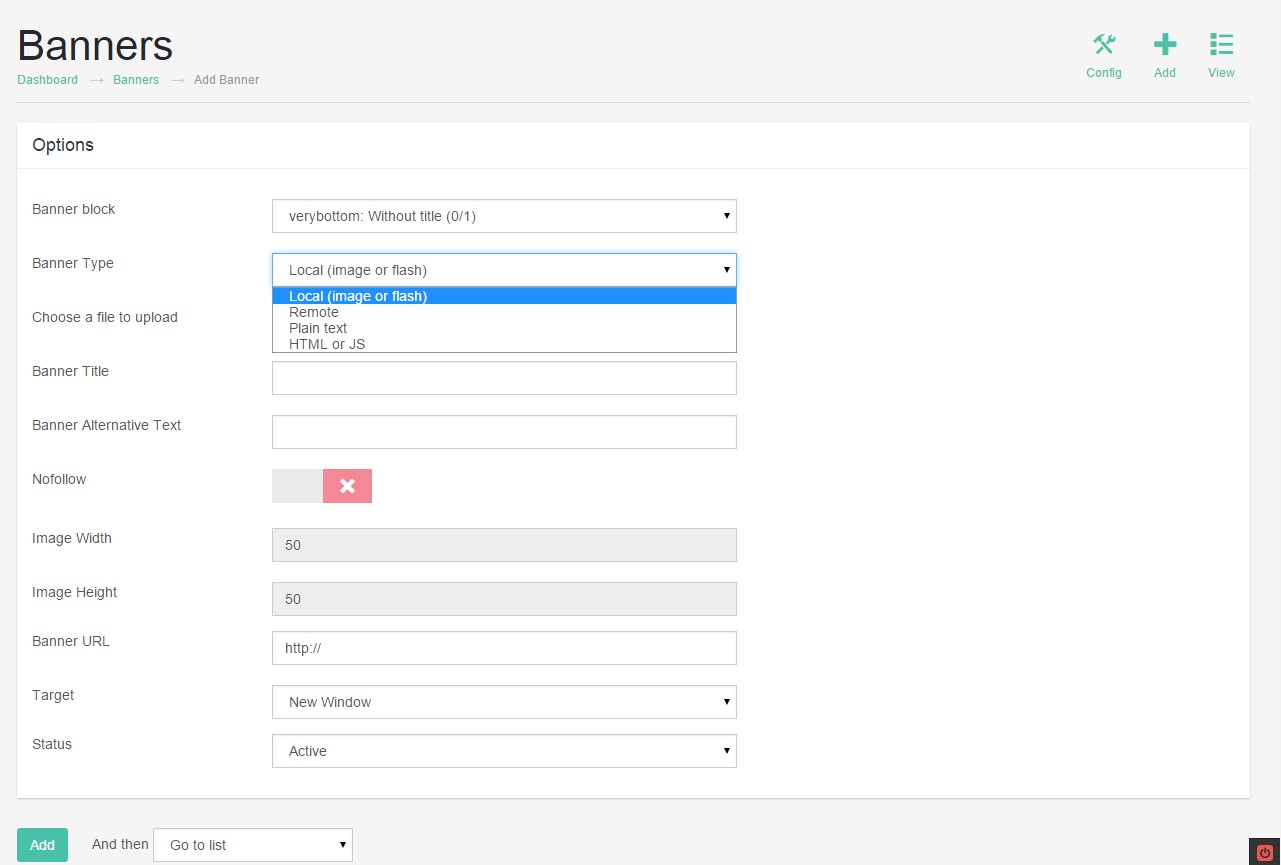 Banners
Dashboard → Banners → Add Banner
Config Add View
Options
Banner block verybottom: Without title (0/1)
Banner Type Local (image or flash)
Local (image or flash)
Remote
Choose a file to upload
Plain text
HTML or JS
Banner Title
Banner Alternative Text
Nofollow
Image Width 50
Image Height 50
Banner URL http://
Target New Window
Status Active
Add And then Go to list